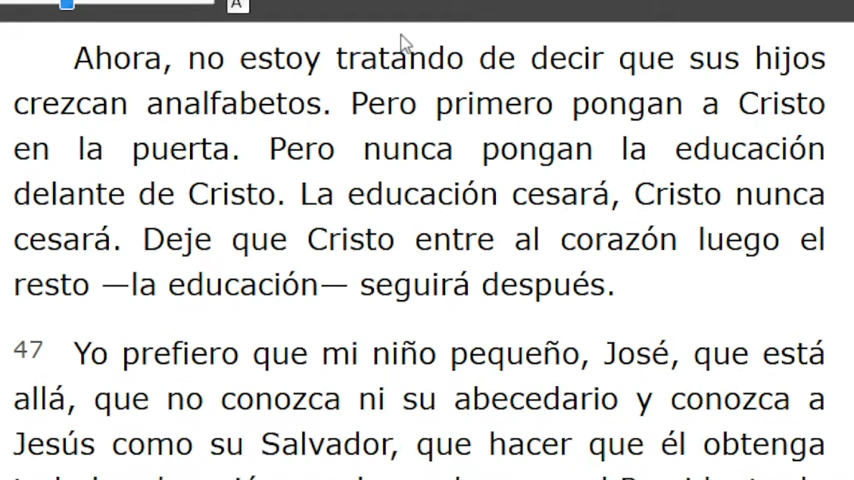 A
Ahora, no estoy tratando de decir que sus hijos
crezcan analfabetos. Pero primero pongan a Cristo
en la puerta. Pero nunca pongan la educación
delante de Cristo. La educación cesará, Cristo nunca
cesará. Deje que Cristo entre al corazón luego el
resto —la educación— seguirá después.
47 Yo prefiero que mi niño pequeño, José, que está
allá, que no conozca ni su abecedario y conozca a
Jesús como su Salvador, que hacer que él obtenga